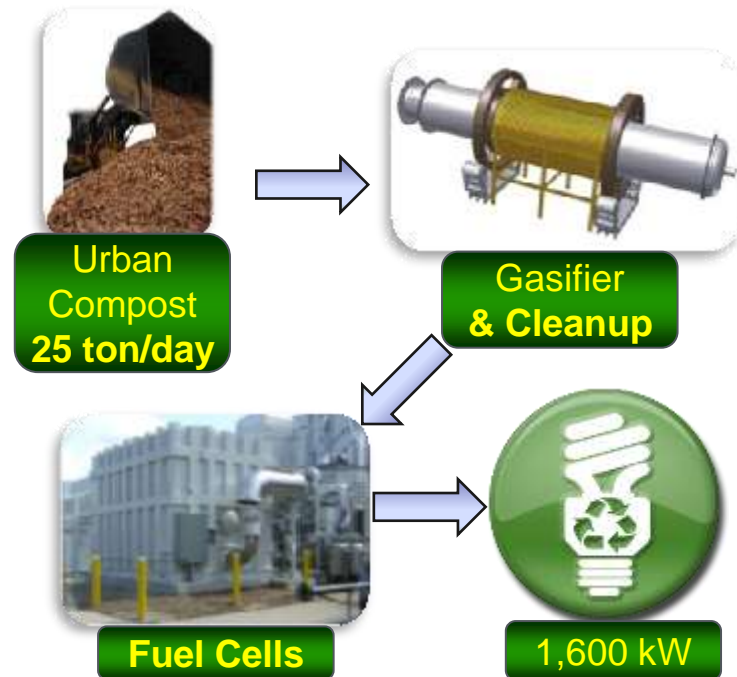 Urban
Compost
25 ton/day
Gasifier
& Cleanup
Fuel Cells
1,600 kW